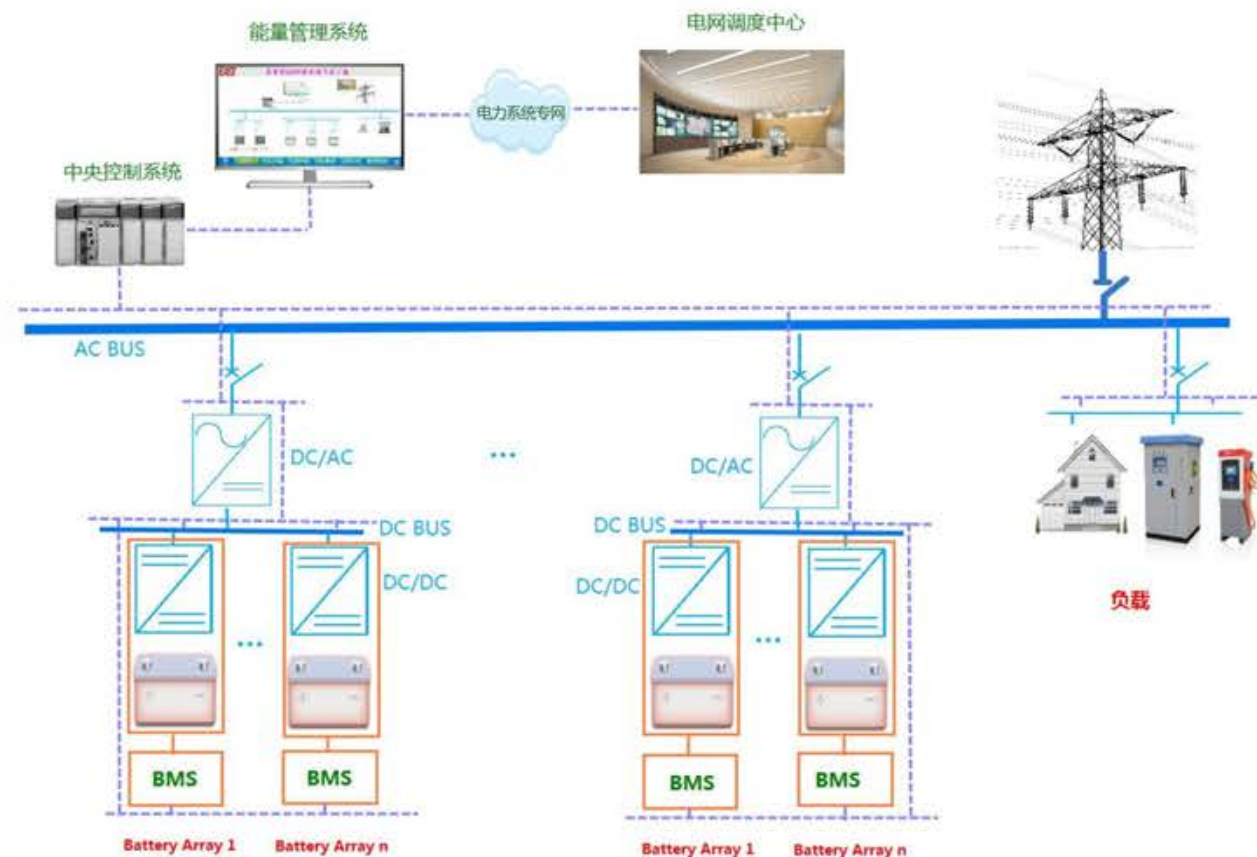 能量管理系统
电网调度中心
电力系统专网
中央控制系统
AC BUS
DC/AC
...
DC/AC
DC BUS
DC BUS
DC/DC
DC/DC
...
...
负载
BMS
BMS
BMS
BMS
Battery Array 1
Battery Array n
Battery Array 1
Battery Array n